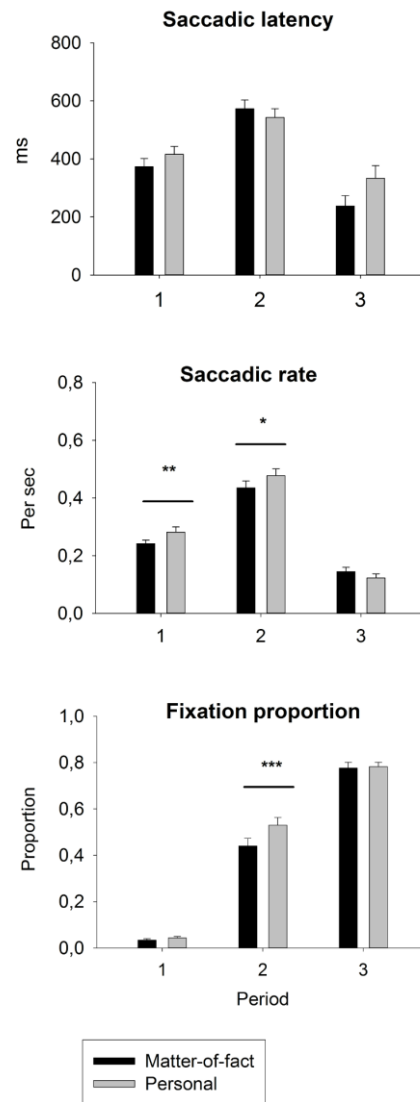 Saccadic latency
800
600
400
200
0
ms
1 2 3
Saccadic rate
0,8
0,6
0,4
0,2
0,0
Per sec
**
*
1 2 3
Fixation proportion
1,0
0,8
0,6
0,4
0,2
0,0
Proportion
***
1 2 3
Period
Matter-of-fact
Personal